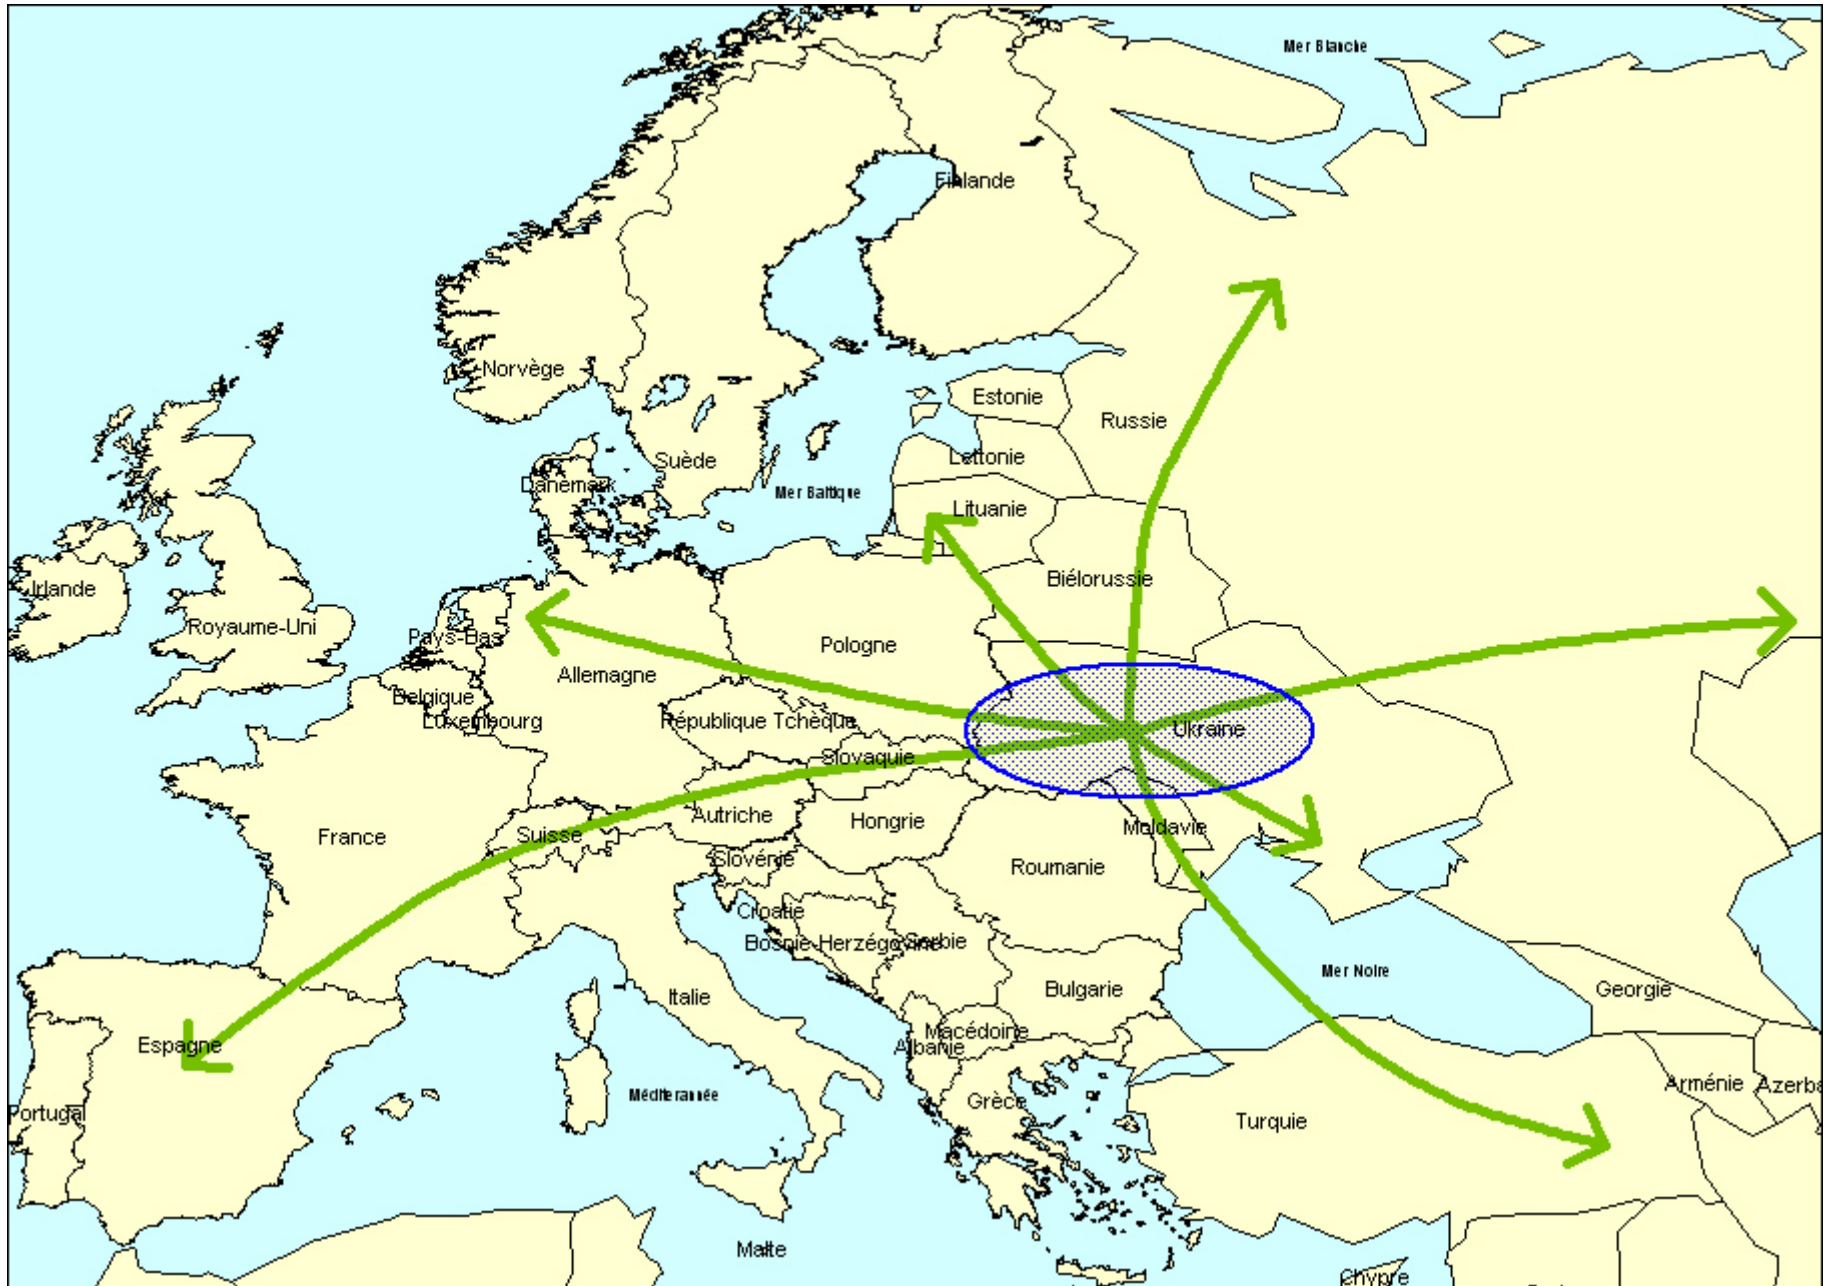 Mer Blanche
Finlande
Norvège
Estonie
Russie
Lettonie
Suède
Danemark
Mer Baltique
Lituanie
Biélorussie
Irlande
Royaume-Uni
Pays-Bas
Pologne
Allemagne
Belgique
Luxembourg
République Tchèque
Ukraine
Slovaquie
Autriche
Hongrie
Moldavie
Suisse
France
Slovénie
Roumanie
Croatie
Bosnie-Herzégovine
Serbie
Mer Noire
Italie
Bulgarie
Georgie
Macédoine
Albanie
Espagne
Arménie
Azerba
Méditerannée
Grèce
Portugal
Turquie
Malte
Chypre